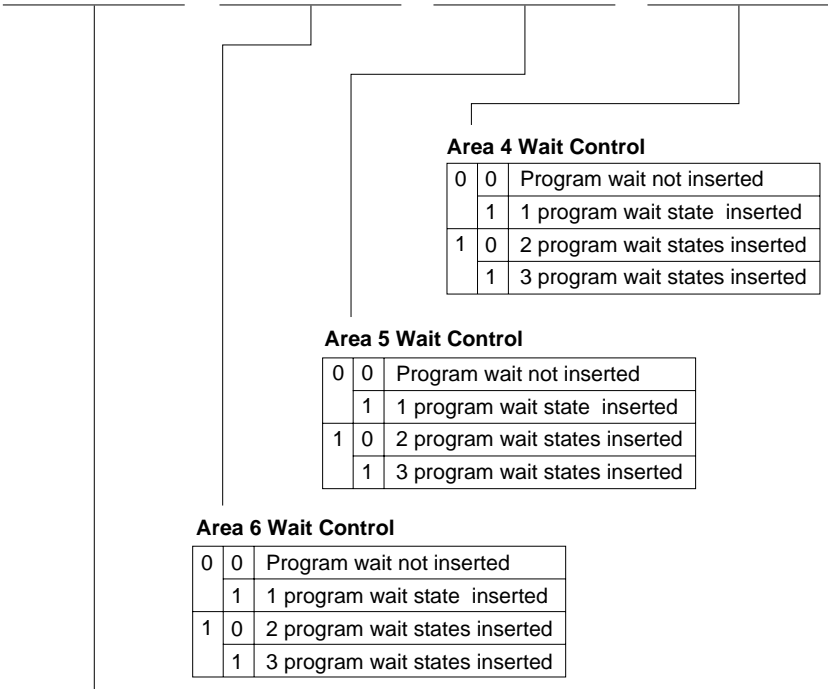 Area 4 Wait Control
0 0 Program wait not inserted
1 1 program wait state inserted
1 0 2 program wait states inserted
1 3 program wait states inserted
Area 5 Wait Control
0 0 Program wait not inserted
1 1 program wait state inserted
1 0 2 program wait states inserted
1 3 program wait states inserted
Area 6 Wait Control
0 0 Program wait not inserted
1 1 program wait state inserted
1 0 2 program wait states inserted
1 3 program wait states inserted